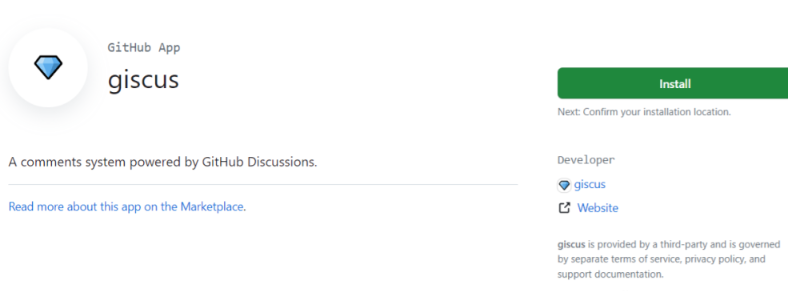 GitHub App
giscus
A comments system powered by GitHub Discussions.
Read more about this app on the Marketplace.
Install
Next: Confirm your installation location.
Developer
giscus
Website
giscus is provided by a third-party and is governed
by separate terms of service, privacy policy, and
support documentation.